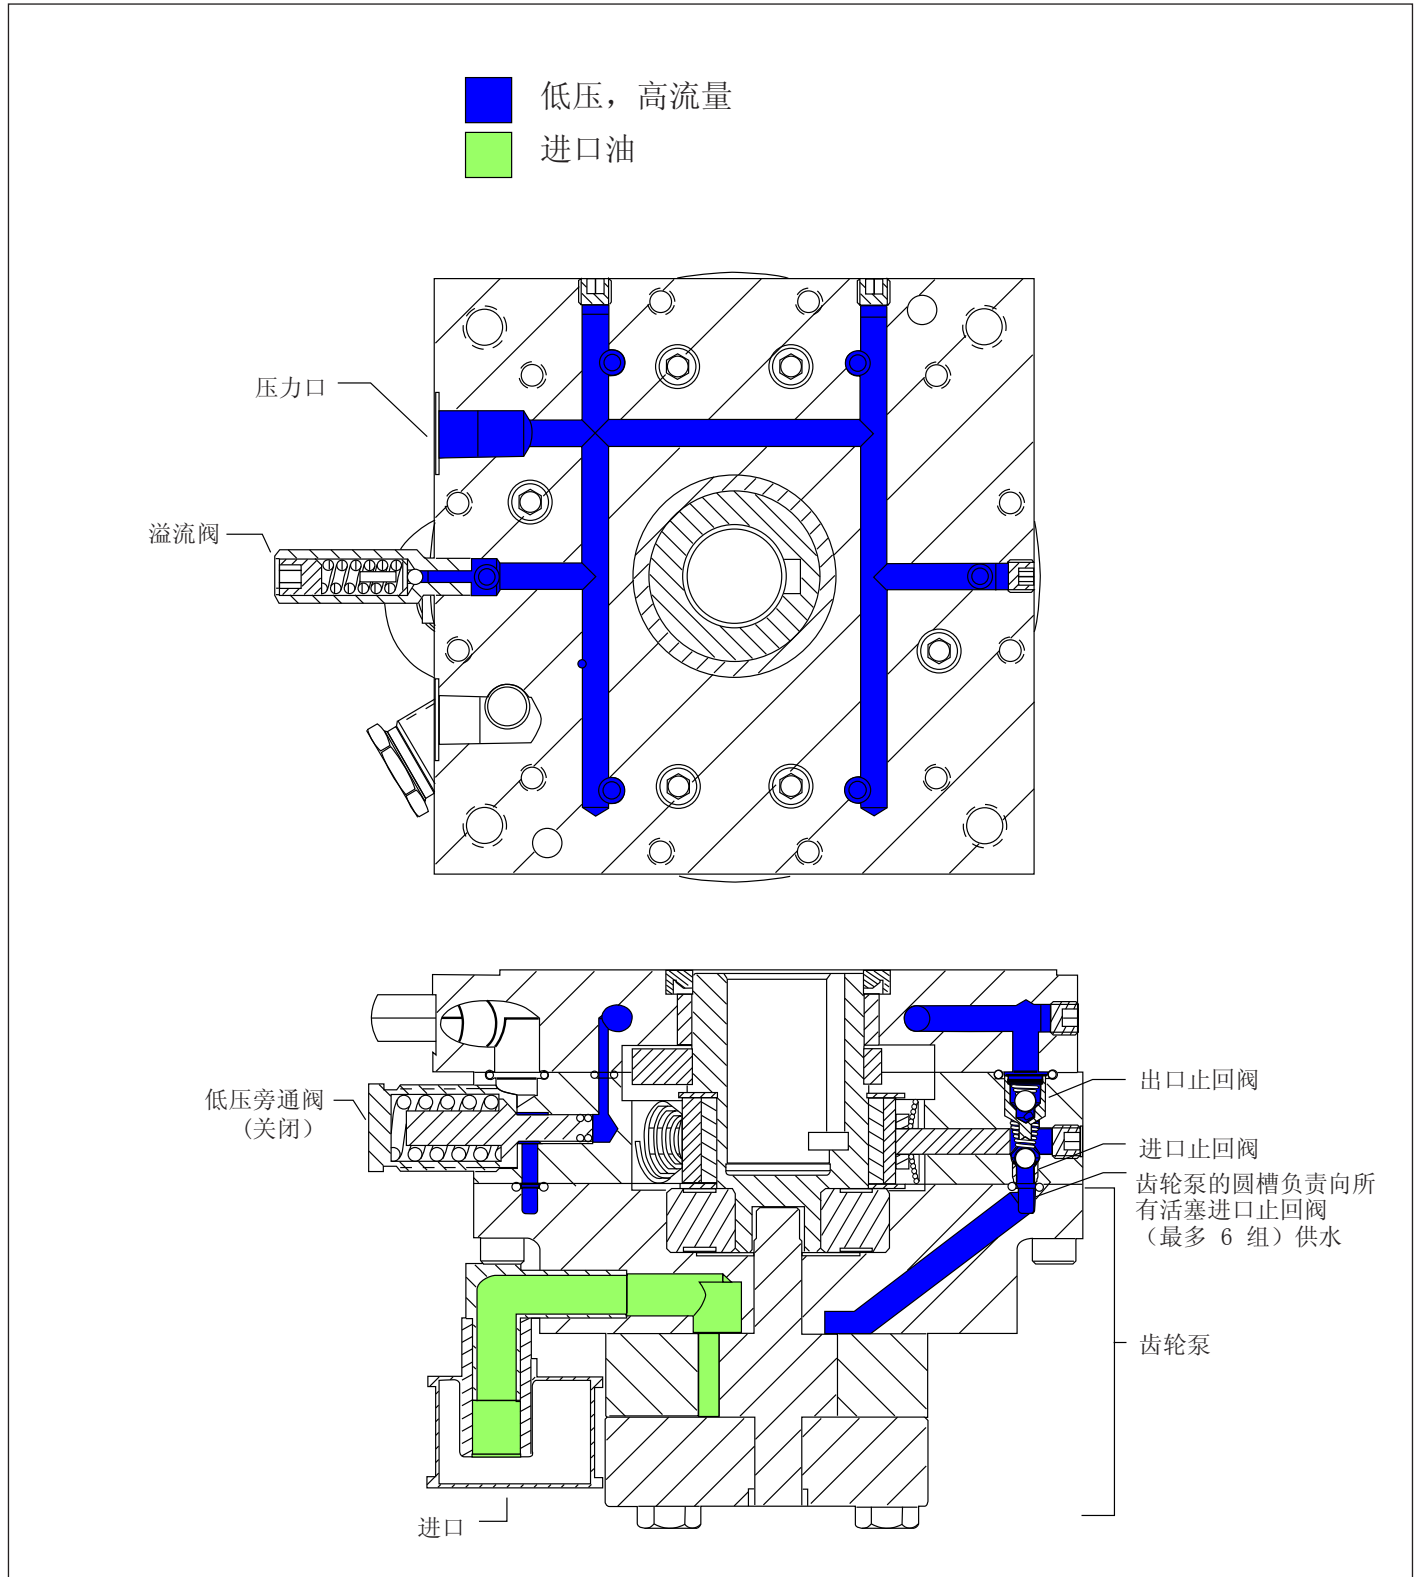 低压，高流量
进口油
压力口
溢流阀
低压旁通阀
(关闭）
出口止回阀
进口止回阀
齿轮泵的圆槽负责向所
有活塞进口止回阀
（最多 6 组）供水
齿轮泵
进口